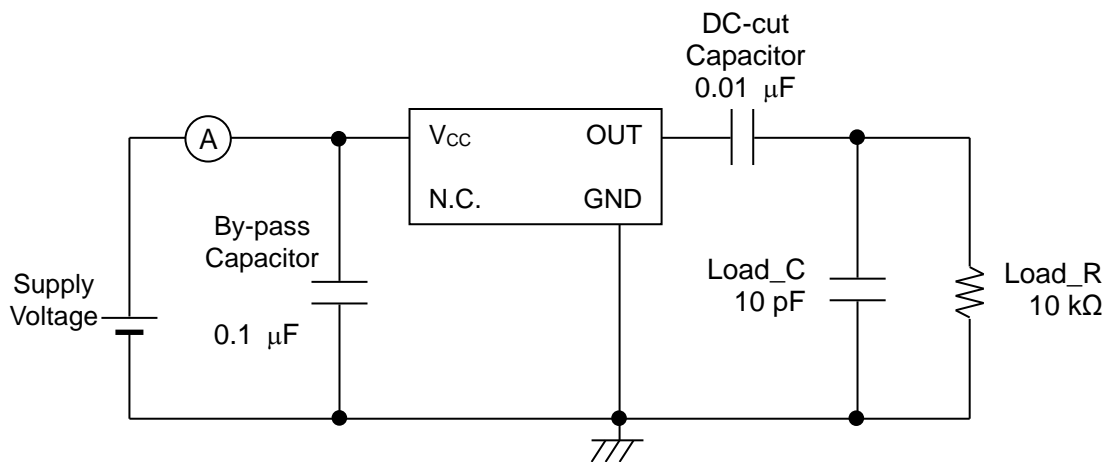 DC-cut
Capacitor
0.01 μF
A
V_CC OUT
N.C. GND
By-pass
Capacitor
0.1 μF
Supply
Voltage
Load_C
10 pF
Load_R
10 kΩ